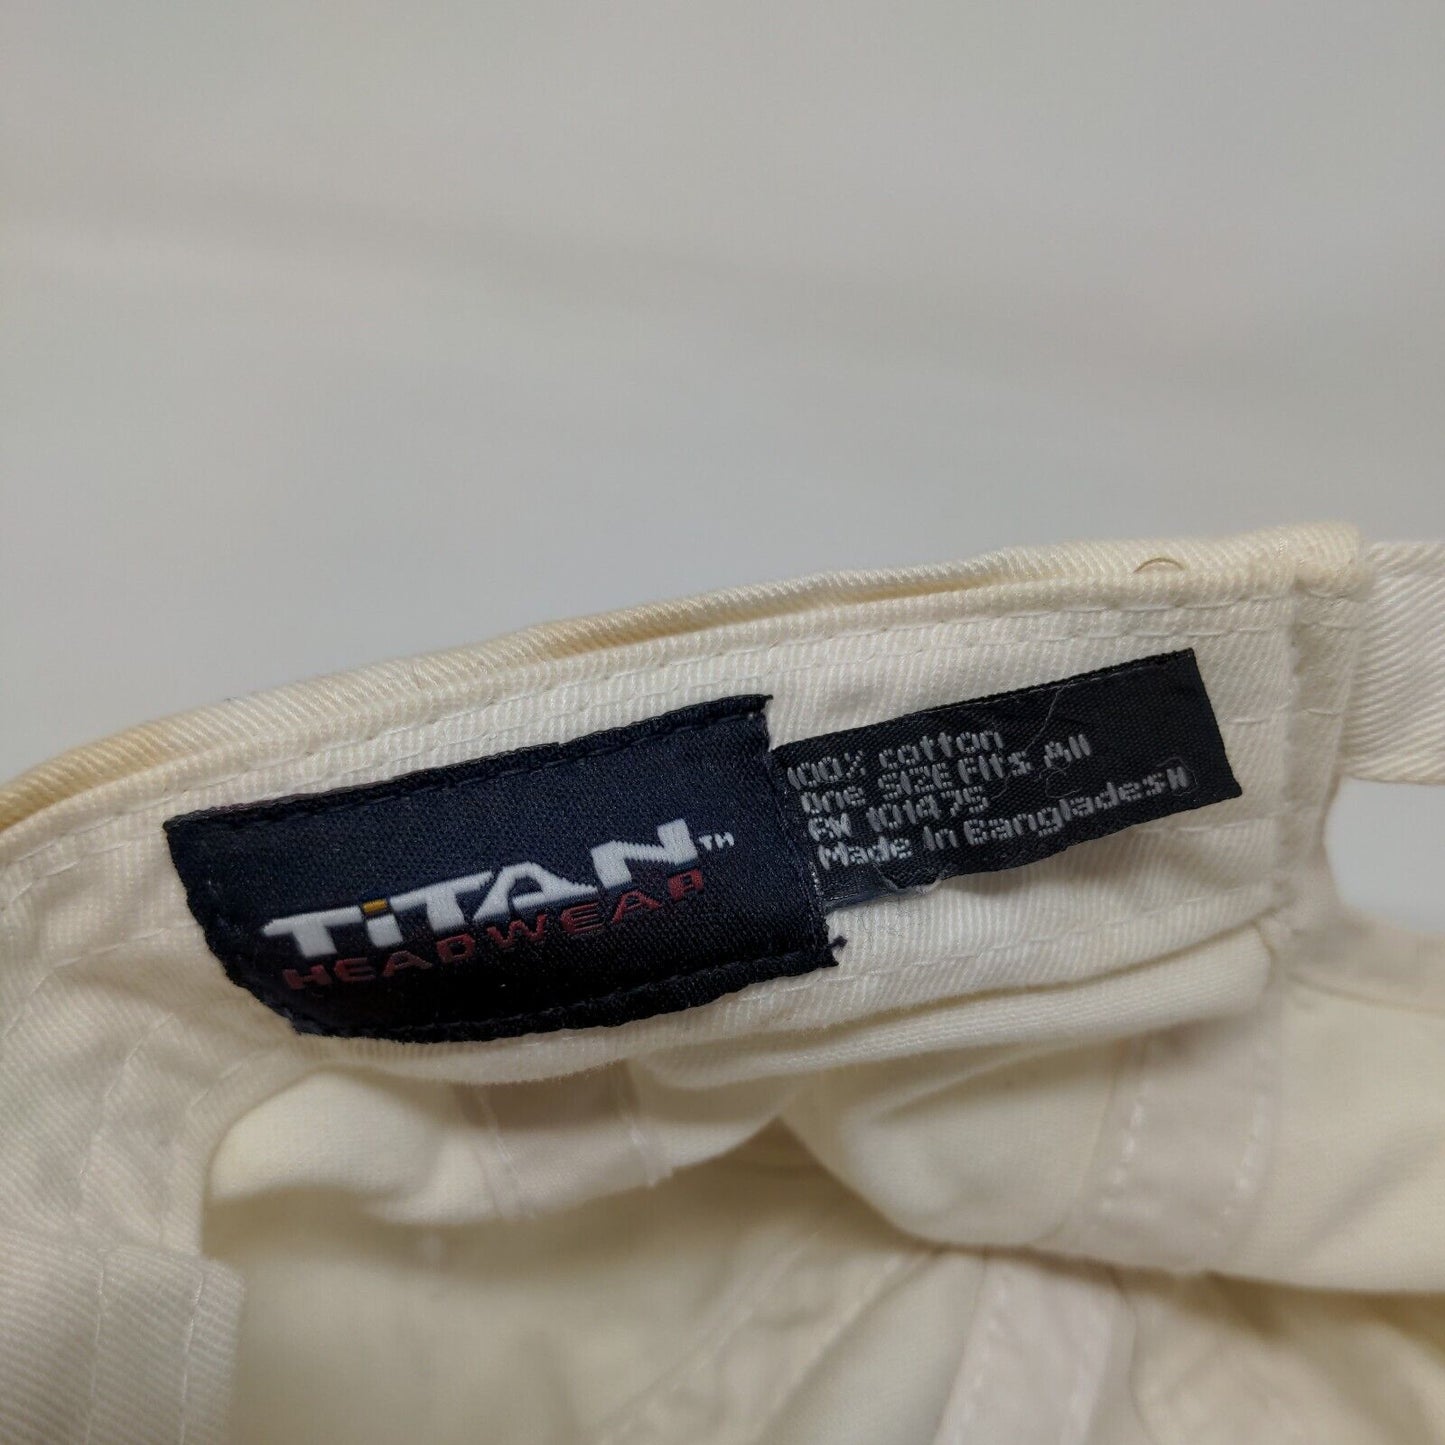 TiTAN™
HEADWEAR
100% cotton
one SIZE Fits All
RN 101475
Made In BangladesH